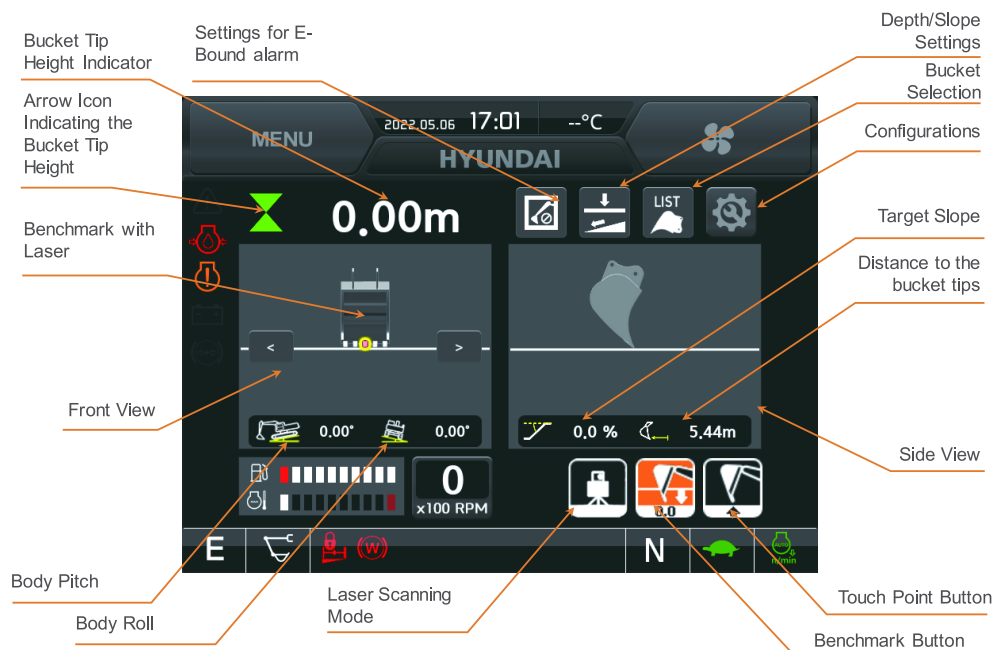 Bucket Tip
Height Indicator
Settings for E-
Bound alarm
Depth/Slope
Settings
Bucket
Selection
Arrow Icon
Indicating the
Bucket Tip
Height
Configurations
MENU
2022.05.06 17:01 --°C
HYUNDAI
0.00m
LIST
Benchmark with
Laser
Target Slope
Distance to the
bucket tips
< >
Front View
0.00° 0.00°
0.0 % 5.44m
Side View
0
x100 RPM
0.0
E
(W)
N
AUTO
n/min
Body Pitch
Body Roll
Laser Scanning
Mode
Touch Point Button
Benchmark Button